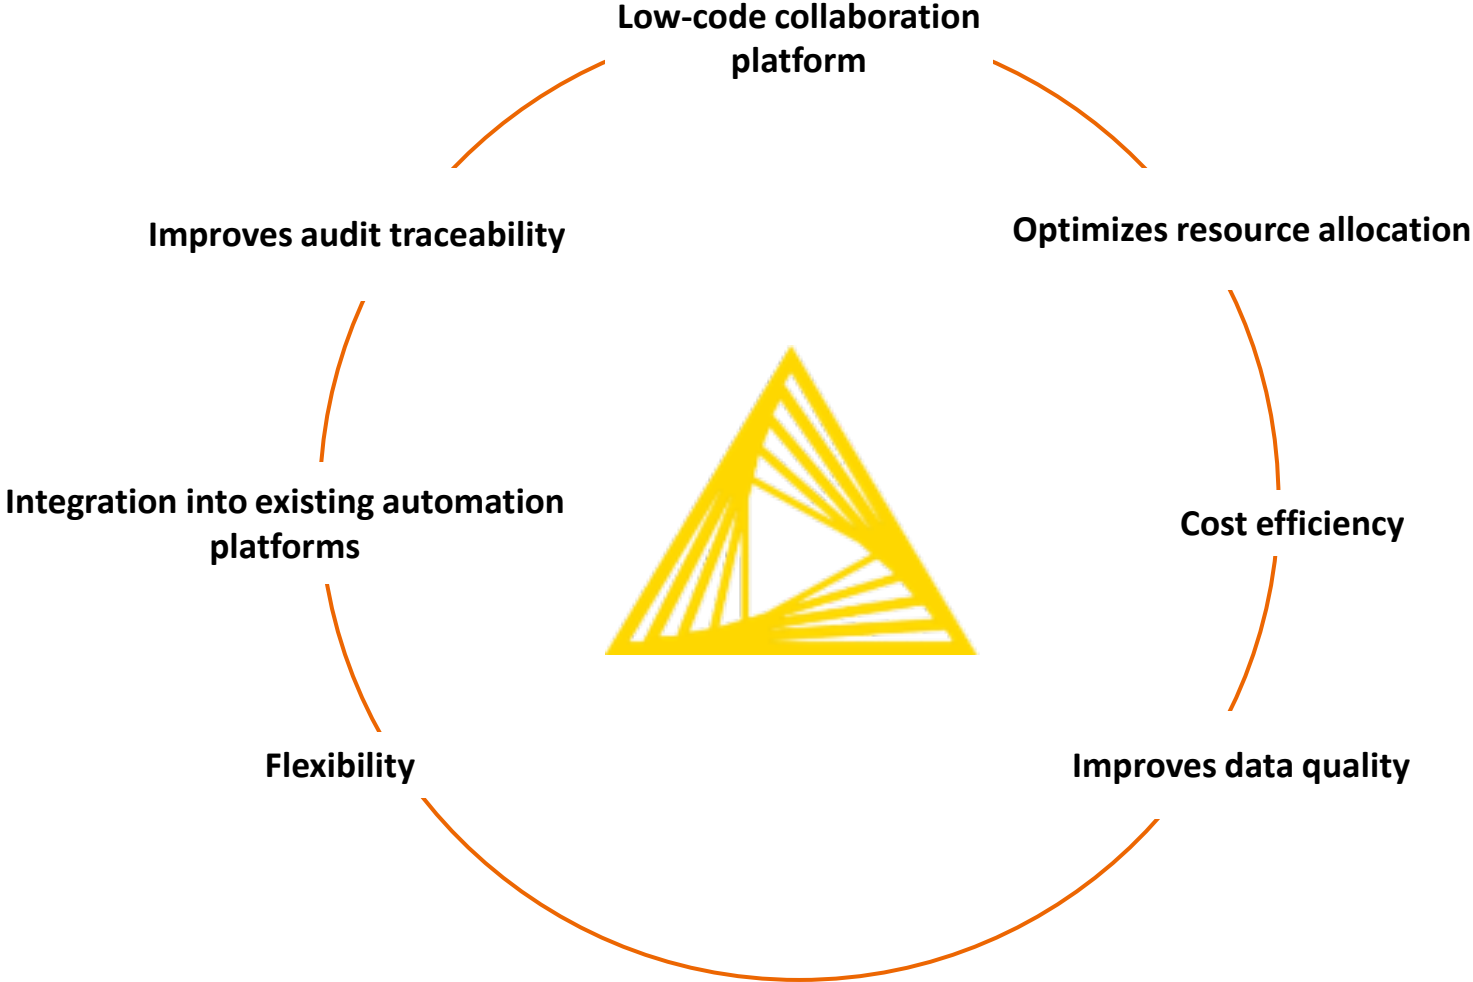 Low-code collaboration
platform
Improves audit traceability
Optimizes resource allocation
Integration into existing automation
platforms
Cost efficiency
Flexibility
Improves data quality